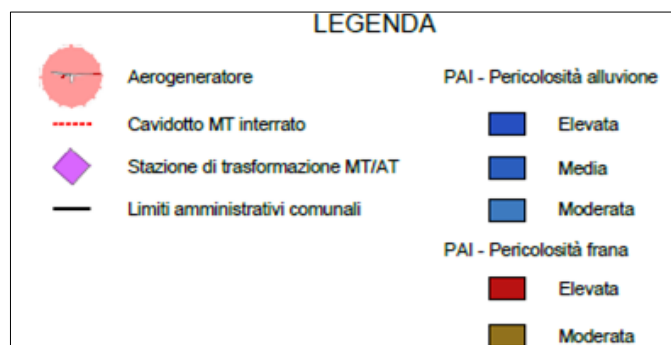 LEGENDA
Aerogeneratore
Cavidotto MT interrato
Stazione di trasformazione MT/AT
Limiti amministrativi comunali
PAI - Pericolosità alluvione
Elevata
Media
Moderata
PAI - Pericolosità frana
Elevata
Moderata